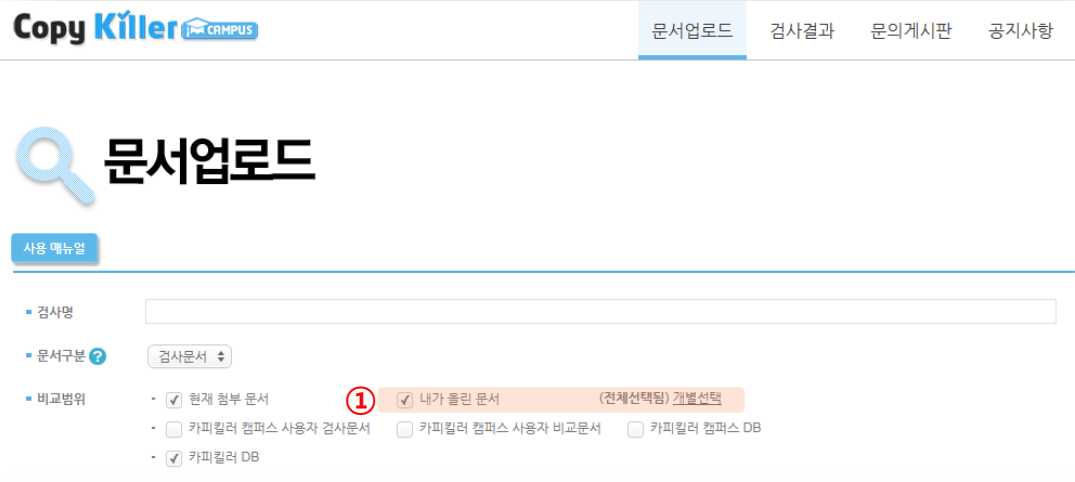 Copy Killer CAMPUS
문서업로드 검사결과 문의게시판 공지사항
문서업로드
사용 매뉴얼
검사명
문서구분 ?
검사문서
비교범위
현재 첨부 문서 ① 내가 올린 문서 (전체선택됨) 개별선택
카피킬러 캠퍼스 사용자 검사문서 카피킬러 캠퍼스 사용자 비교문서 카피킬러 캠퍼스 DB
카피킬러 DB